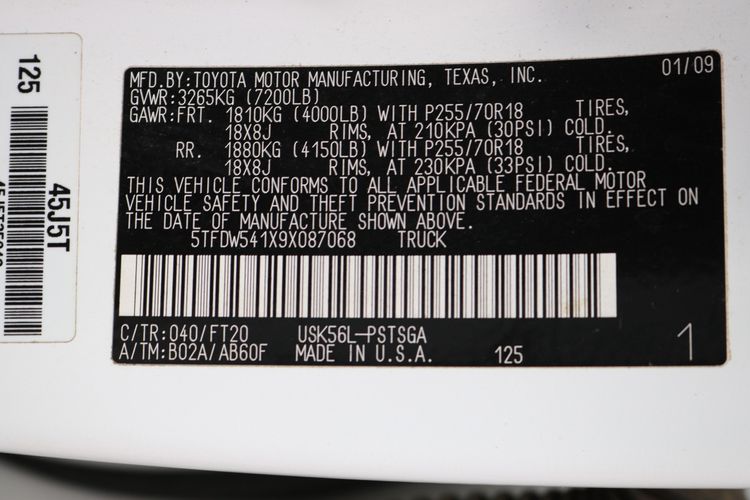 125
45J5T
MFD.BY:TOYOTA MOTOR MANUFACTURING, TEXAS, INC. 01/09
GVWR:3265KG (7200LB)
GAWR:FRT. 1810KG (4000LB) WITH P255/70R18 TIRES,
18X8J RIMS, AT 210KPA (30PSI) COLD.
RR. 1880KG (4150LB) WITH P255/70R18 TIRES,
18X8J RIMS, AT 230KPA (33PSI) COLD.
THIS VEHICLE CONFORMS TO ALL APPLICABLE FEDERAL MOTOR
VEHICLE SAFETY AND THEFT PREVENTION STANDARDS IN EFFECT ON
THE DATE OF MANUFACTURE SHOWN ABOVE.
5TFDW541X9X087068 TRUCK
C/TR:040/FT20 USK56L-PSTSGA
A/TM:B02A/AB60F MADE IN U.S.A. 125 1